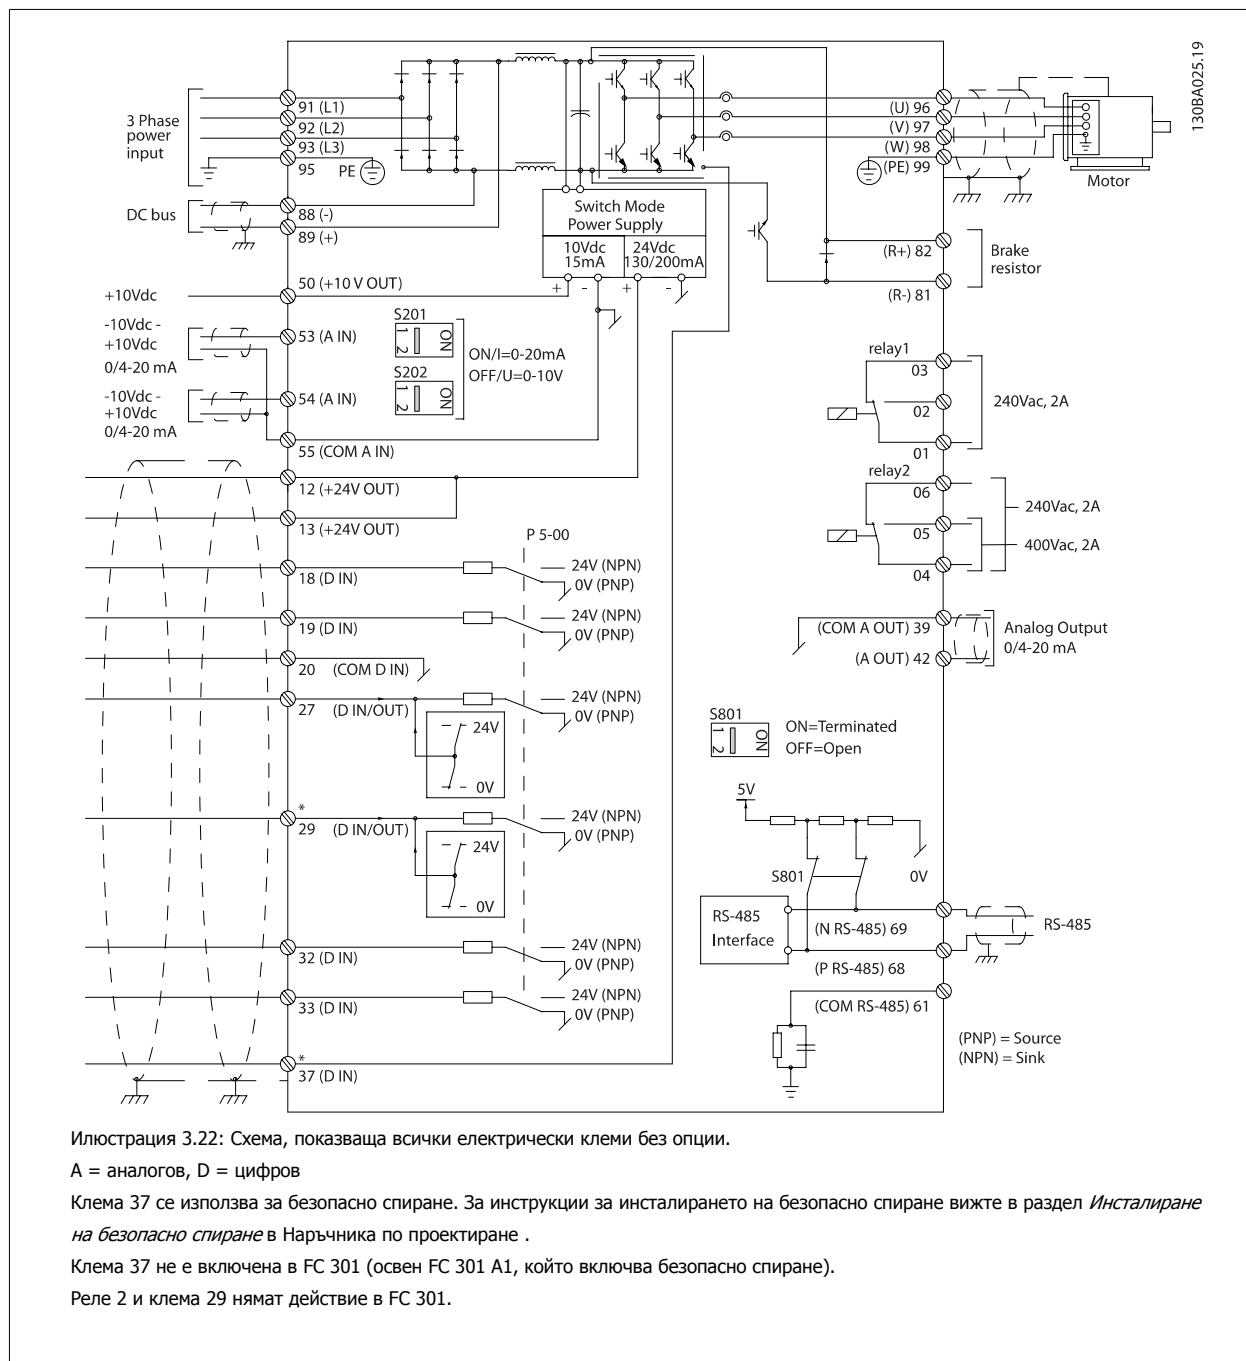 130BA025.19
3 Phase
power
input
91 (L1)
92 (L2)
93 (L3)
95
PE
DC bus
88 (-)
89 (+)
Switch Mode
Power Supply
10Vdc
15mA
24Vdc
130/200mA
+
-
+
-
(U) 96
(V) 97
(W) 98
(PE) 99
Motor
(R+) 82
(R-) 81
Brake
resistor
+10Vdc
50 (+10 V OUT)
-10Vdc -
+10Vdc
0/4-20 mA
53 (A IN)
-10Vdc -
+10Vdc
0/4-20 mA
54 (A IN)
55 (COM A IN)
S201
1
2
ON
S202
1
2
ON
ON/I=0-20mA
OFF/U=0-10V
relay1
03
02
01
240Vac, 2A
relay2
06
05
04
240Vac, 2A
400Vac, 2A
12 (+24V OUT)
13 (+24V OUT)
P 5-00
18 (D IN)
24V (NPN)
0V (PNP)
19 (D IN)
24V (NPN)
0V (PNP)
20 (COM D IN)
27 (D IN/OUT)
24V (NPN)
0V (PNP)
24V
0V
*
29 (D IN/OUT)
24V (NPN)
0V (PNP)
24V
0V
32 (D IN)
24V (NPN)
0V (PNP)
33 (D IN)
24V (NPN)
0V (PNP)
*
37 (D IN)
(COM A OUT) 39
(A OUT) 42
Analog Output
0/4-20 mA
S801
1
2
ON
ON=Terminated
OFF=Open
5V
S801
0V
RS-485
Interface
(N RS-485) 69
(P RS-485) 68
(COM RS-485) 61
RS-485
(PNP) = Source
(NPN) = Sink
Илюстрация 3.22: Схема, показваща всички електрически клеми без опции.
A = аналогов, D = цифров
Клема 37 се използва за безопасно спиране. За инструкции за инсталирането на безопасно спиране вижте в раздел Инсталиране
на безопасно спиране в Наръчника по проектиране .
Клема 37 не е включена в FC 301 (освен FC 301 A1, който включва безопасно спиране).
Реле 2 и клема 29 нямат действие в FC 301.